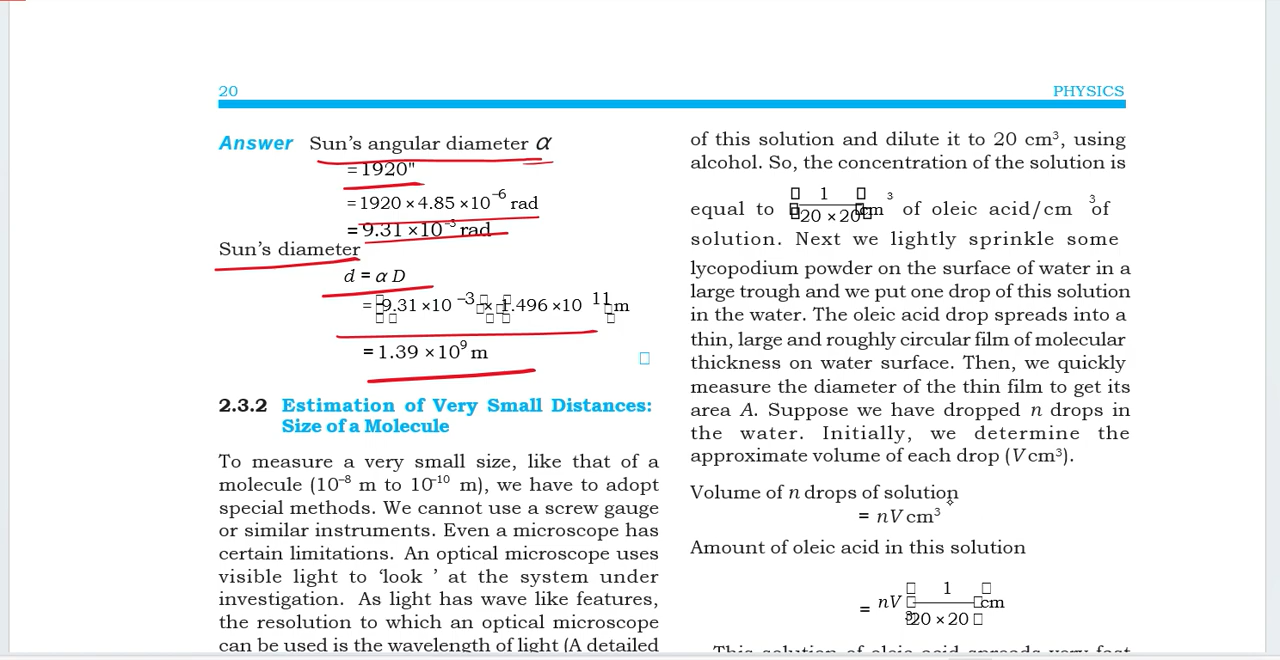 20
PHYSICS
Answer Sun's angular diameter α
= 1920"
= 1920 × 4.85 × 10⁻⁶ rad
= 9.31 × 10⁻³ rad
Sun's diameter
d = α D
= (9.31 × 10⁻³) × (1.496 × 10¹¹) m
= 1.39 × 10⁹ m
2.3.2 Estimation of Very Small Distances:
Size of a Molecule
To measure a very small size, like that of a
molecule (10⁻⁸ m to 10⁻¹⁰ m), we have to adopt
special methods. We cannot use a screw gauge
or similar instruments. Even a microscope has
certain limitations. An optical microscope uses
visible light to ‘look ’ at the system under
investigation. As light has wave like features,
the resolution to which an optical microscope
can be used is the wavelength of light (A detailed
of this solution and dilute it to 20 cm³, using
alcohol. So, the concentration of the solution is
equal to (1 / 20 × 20) cm³ of oleic acid/cm³ of
solution. Next we lightly sprinkle some
lycopodium powder on the surface of water in a
large trough and we put one drop of this solution
in the water. The oleic acid drop spreads into a
thin, large and roughly circular film of molecular
thickness on water surface. Then, we quickly
measure the diameter of the thin film to get its
area A. Suppose we have dropped n drops in
the water. Initially, we determine the
approximate volume of each drop (V cm³).
Volume of n drops of solution
= nV cm³
Amount of oleic acid in this solution
= nV (1 / 20 × 20) cm³
This solution of oleic acid spreads very fast